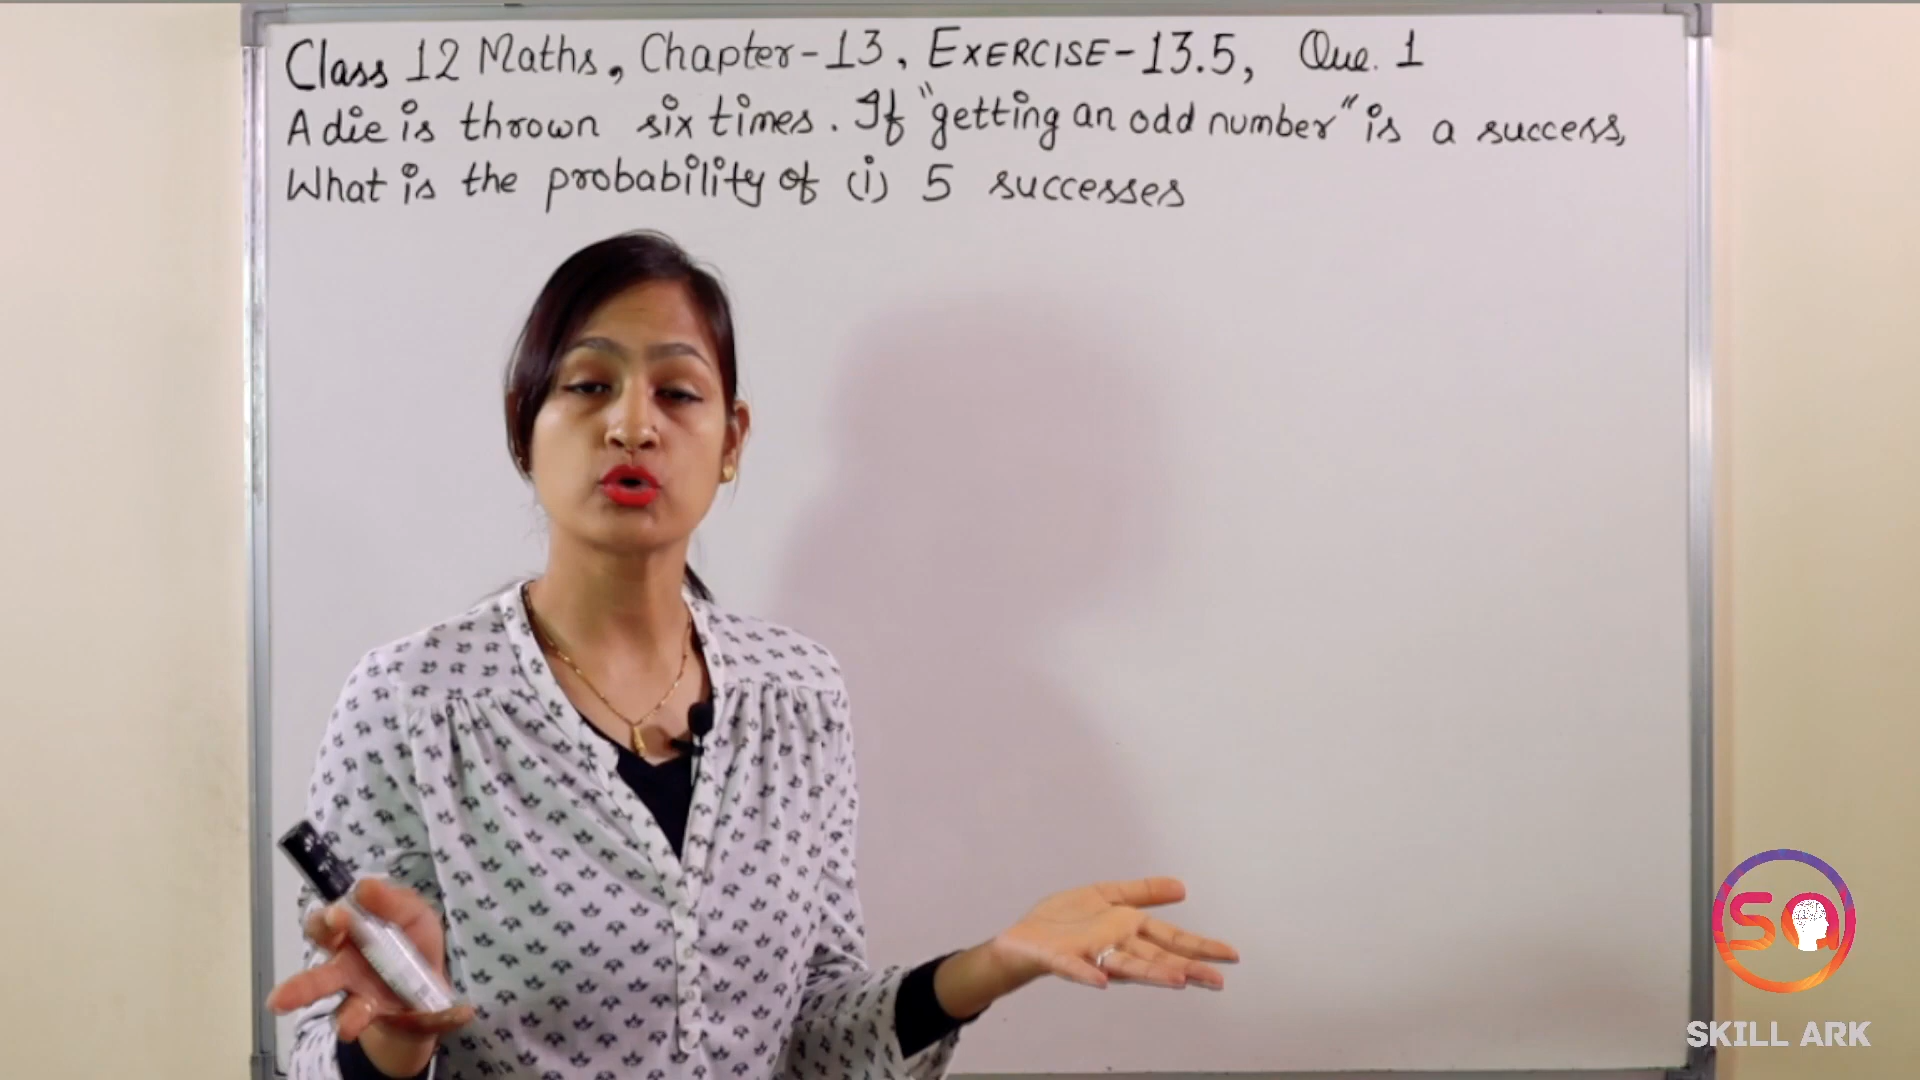 Class 12 Maths, Chapter-13, EXERCISE-13.5, Que. 1
A die is thrown six times. If "getting an odd number" is a success,
What is the probability of (i) 5 successes
Sa
SKILL ARK